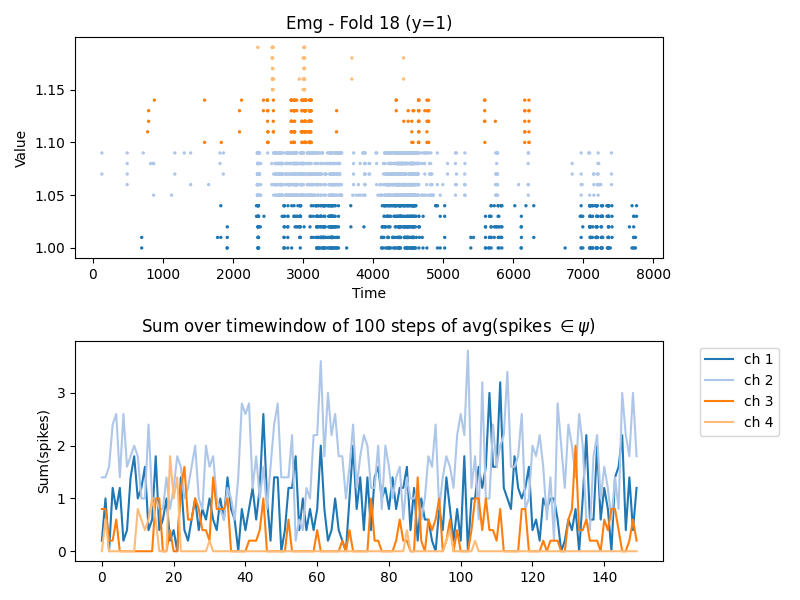 Emg - Fold 18 (y=1)
Value
1.15
1.10
1.05
1.00
0 1000 2000 3000 4000 5000 6000 7000 8000
Time
Sum over timewindow of 100 steps of avg(spikes ∈ ψ)
Sum(spikes)
3
2
1
0
0 20 40 60 80 100 120 140
ch 1
ch 2
ch 3
ch 4